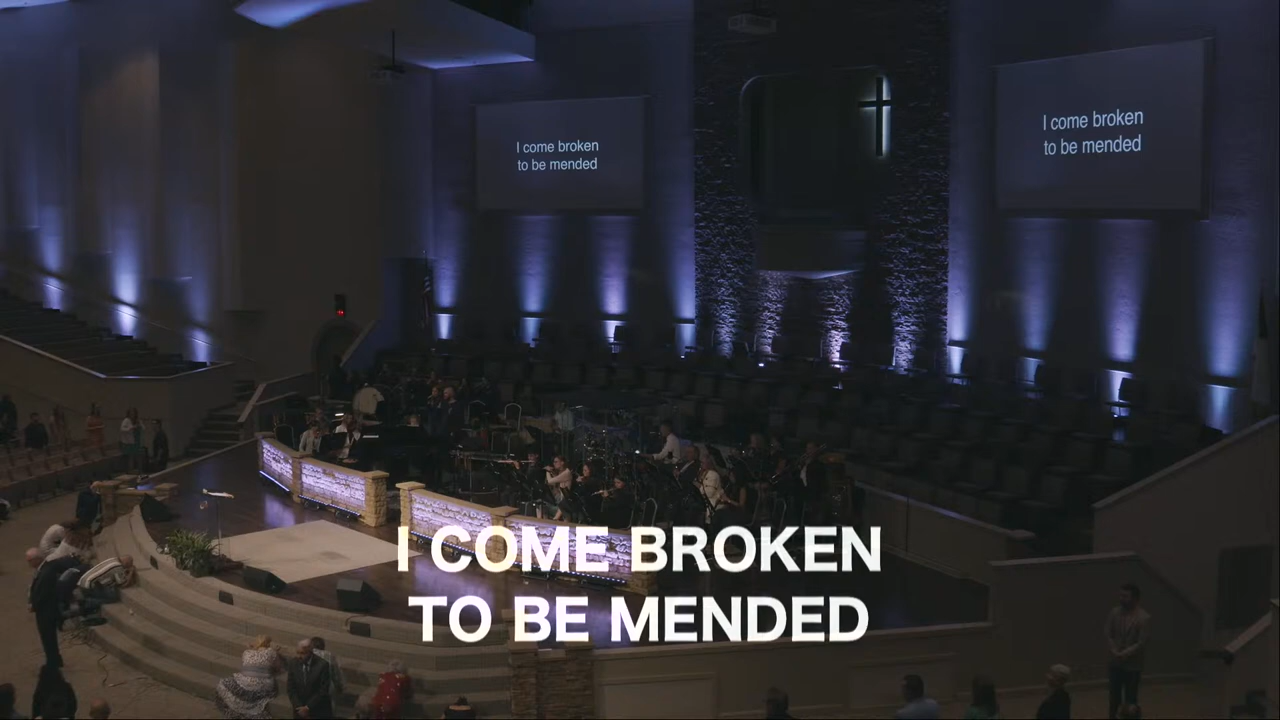 I come broken
to be mended
I come broken
to be mended
I COME BROKEN
TO BE MENDED